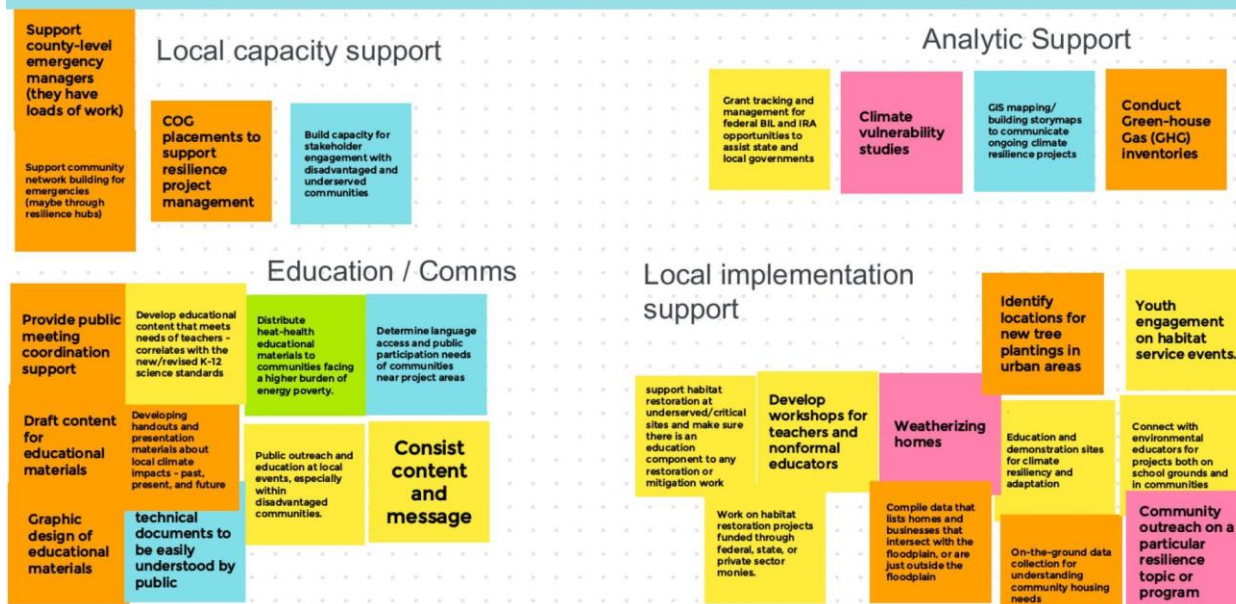 Local capacity support
Support
county-level
emergency
managers
(they have
loads of work)
Support community
network building for
emergencies
(maybe through
resilience hubs)
COG
placements to
support
resilience
project
management
Build capacity for
stakeholder
engagement with
disadvantaged and
underserved
communities
Analytic Support
Grant tracking and
management for
federal BIL and IRA
opportunities to
assist state and
local governments
Climate
vulnerability
studies
GIS mapping/
building storymaps
to communicate
ongoing climate
resilience projects
Conduct
Green-house
Gas (GHG)
inventories
Education / Comms
Provide public
meeting
coordination
support
Develop educational
content that meets
needs of teachers -
correlates with the
new/revised K-12
science standards
Distribute
heat-health
educational
materials to
communities facing
a higher burden of
energy poverty.
Determine language
access and public
participation needs
of communities
near project areas
Draft content
for
educational
materials
Developing
handouts and
presentation
materials about
local climate
impacts - past,
present, and future
Public outreach and
education at local
events, especially
within
disadvantaged
communities.
Consist
content
and
message
Graphic
design of
educational
materials
technical
documents to
be easily
understood by
public
Local implementation
support
Identify
locations for
new tree
plantings in
urban areas
Youth
engagement
on habitat
service events.
support habitat
restoration at
underserved/critical
sites and make sure
there is an
education
component to any
restoration or
mitigation work
Develop
workshops for
teachers and
nonformal
educators
Weatherizing
homes
Education and
demonstration sites
for climate
resiliency and
adaptation
Connect with
environmental
educators for
projects both on
school grounds and
in communities
Work on habitat
restoration projects
funded through
federal, state, or
private sector
monies.
Compile data that
lists homes and
businesses that
intersect with the
floodplain, or are
just outside the
floodplain
On-the-ground data
collection for
understanding
community housing
needs
Community
outreach on a
particular
resilience
topic or
program